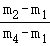 m₂ − m₁
m₄ − m₁